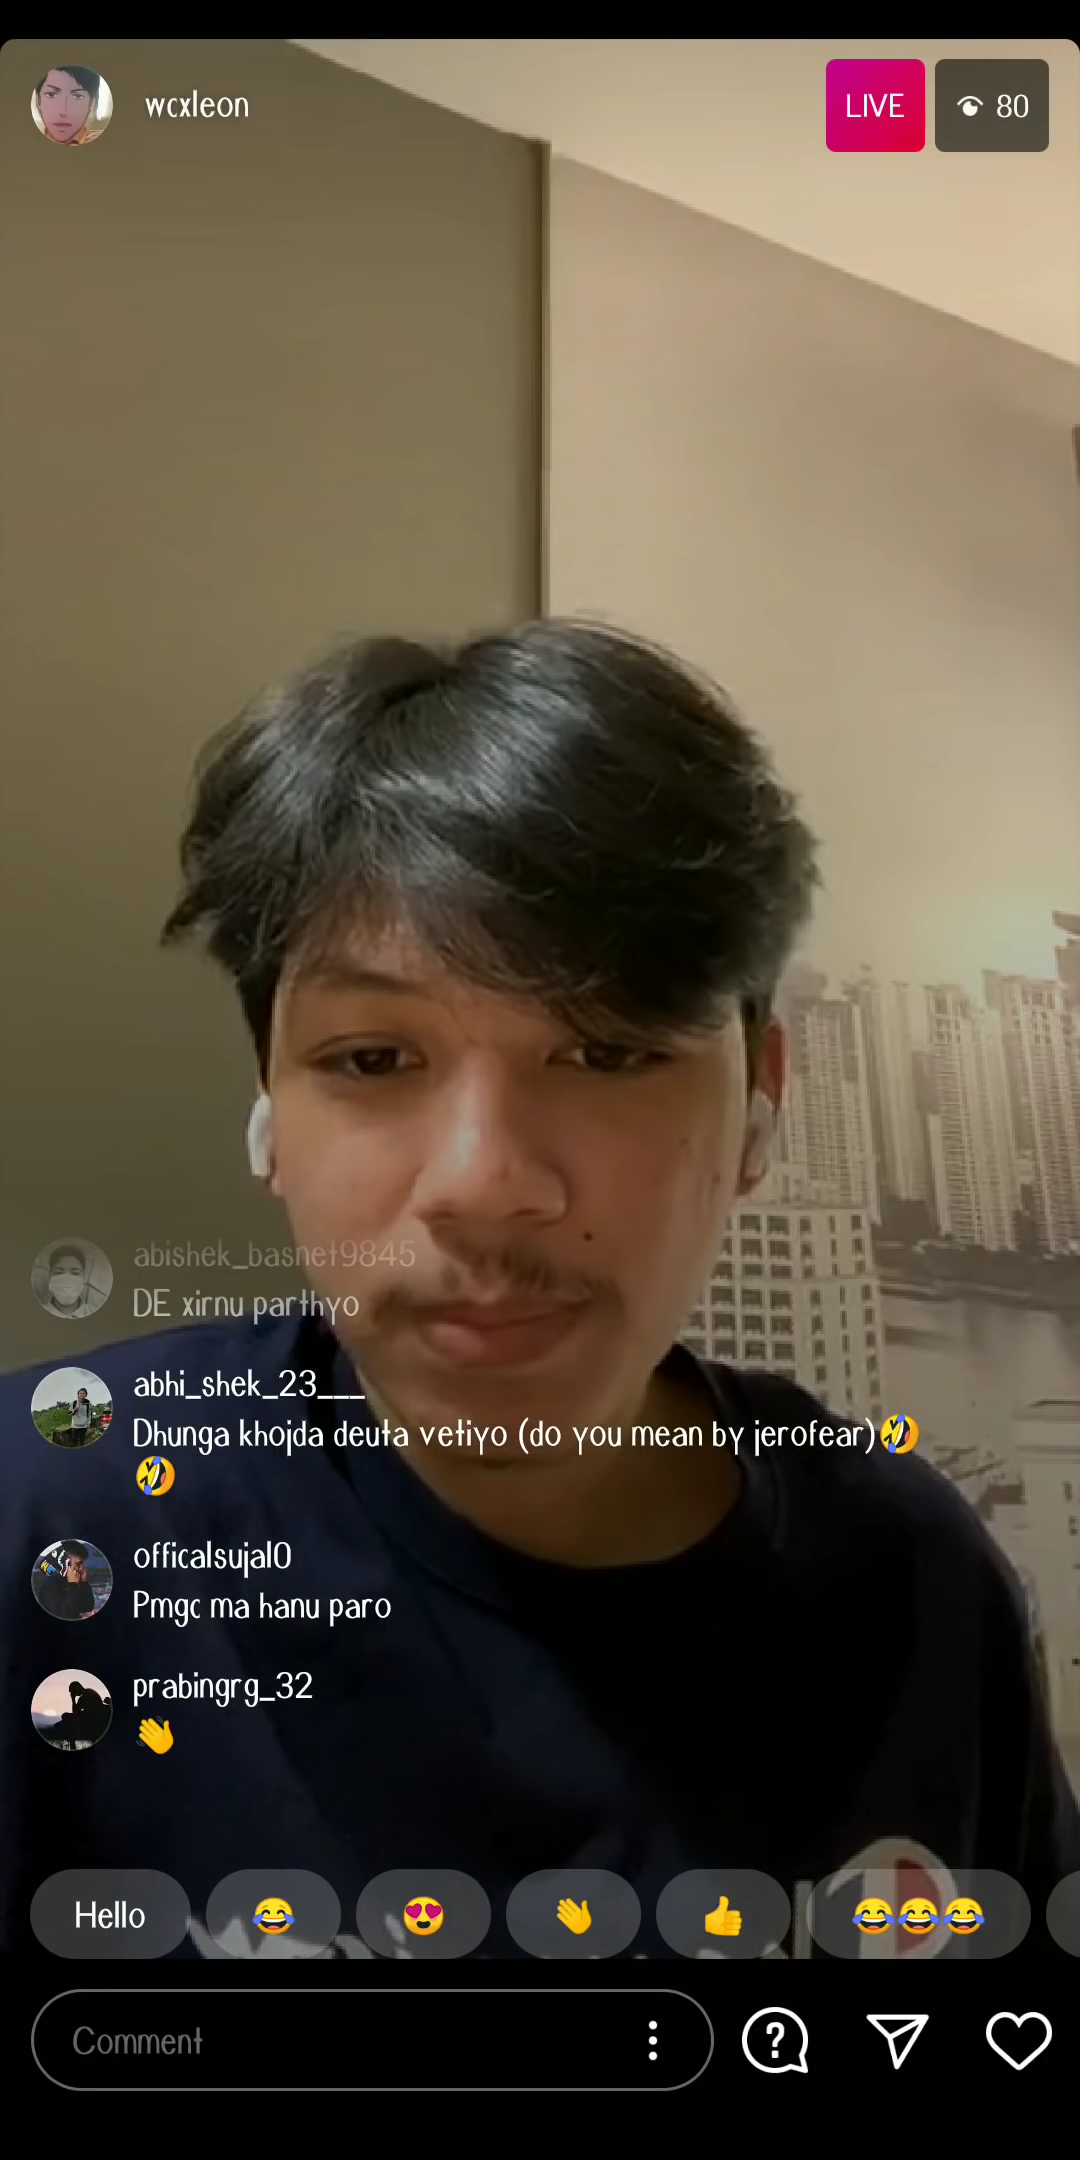 wcxleon
LIVE
80
abishek_basnet9845
DE xirnu parthyo
abhi_shek_23___
Dhunga khojda deuta vetiyo (do you mean by jerofear)🤣
🤣
officalsujal0
Pmgc ma hanu paro
prabingrg_32
👋
Hello 😂 😍 👋 👍 😂😂😂
Comment